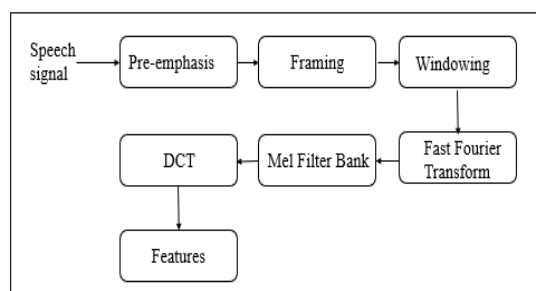 Speech
signal
Pre-emphasis
Framing
Windowing
Fast Fourier
Transform
Mel Filter Bank
DCT
Features